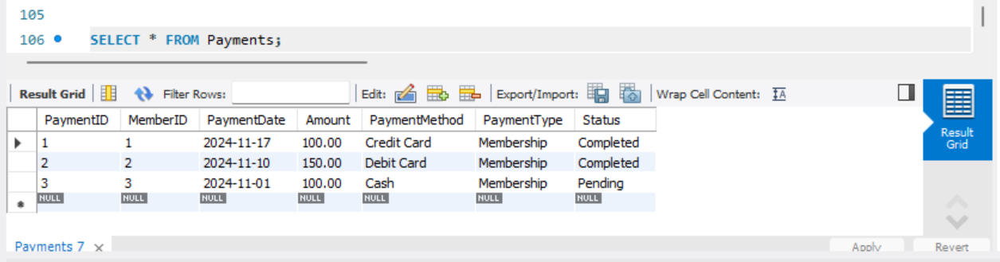 105
106 SELECT * FROM Payments;
Result Grid Filter Rows: Edit: Export/Import: Wrap Cell Content:
PaymentID MemberID PaymentDate Amount PaymentMethod PaymentType Status
1 1 2024-11-17 100.00 Credit Card Membership Completed
2 2 2024-11-10 150.00 Debit Card Membership Completed
3 3 2024-11-01 100.00 Cash Membership Pending
NULL NULL NULL NULL NULL NULL NULL
Result
Grid
Payments 7 Apply Revert